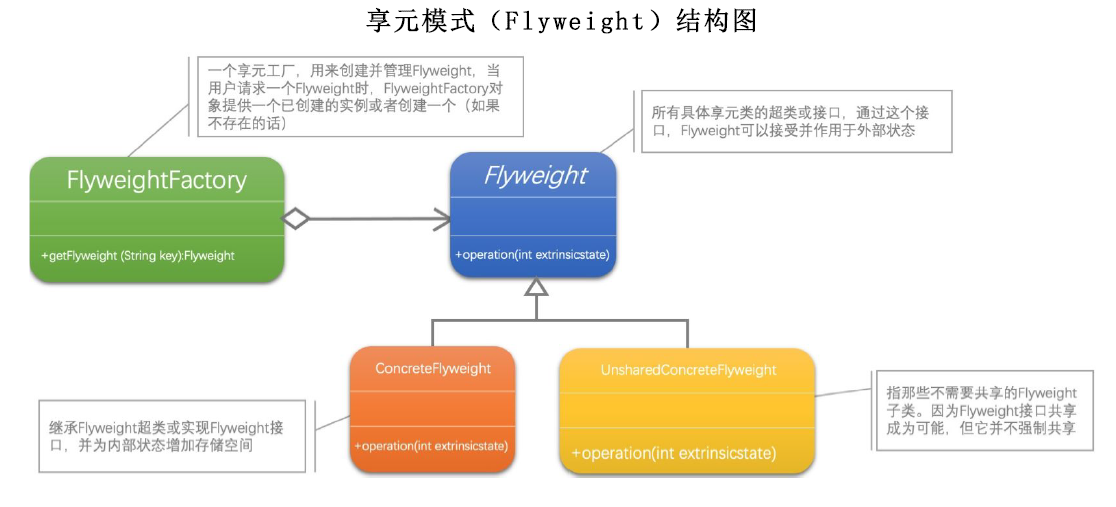 享元模式（Flyweight）结构图
一个享元工厂，用来创建并管理Flyweight，当
用户请求一个Flyweight时，FlyweightFactory对
象提供一个已创建的实例或者创建一个（如果
不存在的话）
所有具体享元类的超类或接口，通过这个接
口，Flyweight可以接受并作用于外部状态
FlyweightFactory
+getFlyweight (String key):Flyweight
Flyweight
+operation(int extrinsicstate)
ConcreteFlyweight
+operation(int extrinsicstate)
UnsharedConcreteFlyweight
+operation(int extrinsicstate)
继承Flyweight超类或实现Flyweight接
口，并为内部状态增加存储空间
指那些不需要共享的Flyweight
子类。因为Flyweight接口共享
成为可能，但它并不强制共享